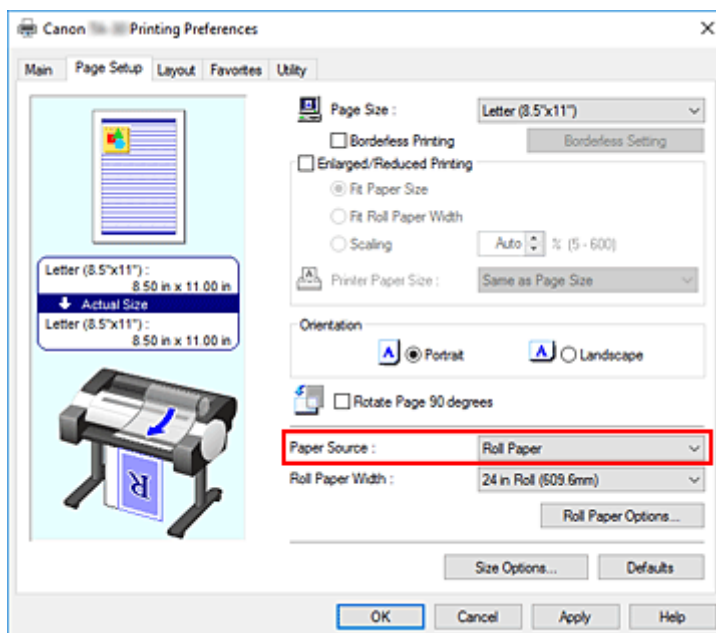 Canon Printing Preferences
Main Page Setup Layout Favorites Utility
Page Size : Letter (8.5"x11")
Borderless Printing Borderless Setting
Enlarged/Reduced Printing
Fit Paper Size
Fit Roll Paper Width
Scaling Auto % (5 - 600)
Printer Paper Size : Same as Page Size
Letter (8.5"x11") :
8.50 in x 11.00 in
Actual Size
Letter (8.5"x11") :
8.50 in x 11.00 in
Orientation
A Portrait A Landscape
Rotate Page 90 degrees
R
Paper Source : Roll Paper
Roll Paper Width : 24 in Roll (609.6mm)
Roll Paper Options...
Size Options... Defaults
OK Cancel Apply Help